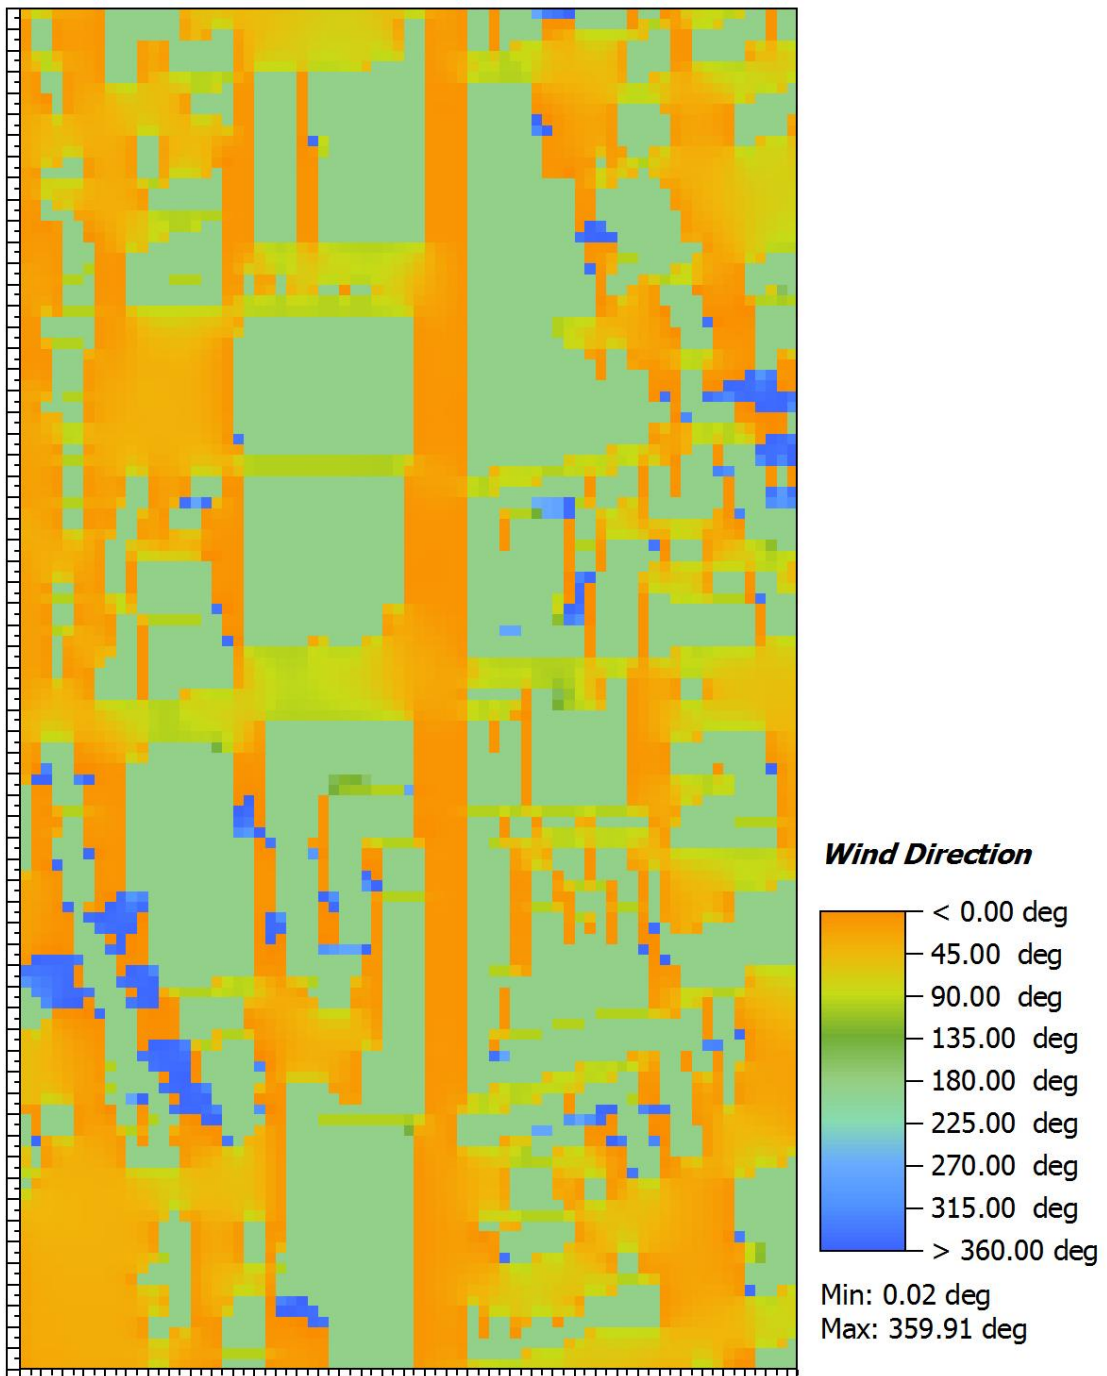 Wind Direction
< 0.00 deg
45.00 deg
90.00 deg
135.00 deg
180.00 deg
225.00 deg
270.00 deg
315.00 deg
> 360.00 deg
Min: 0.02 deg
Max: 359.91 deg